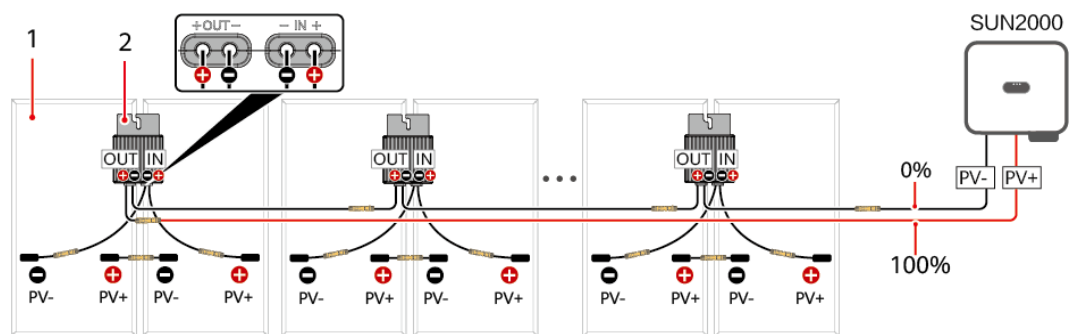 SUN2000
1
2
+OUT- - IN +
+ - - +
OUT IN
+ - - +
OUT IN
+ - - +
OUT IN
+ - - +
...
0%
PV- PV+
100%
- + - +
PV- PV+ PV- PV+
- + - +
PV- PV+ PV- PV+
- + - +
PV- PV+ PV- PV+